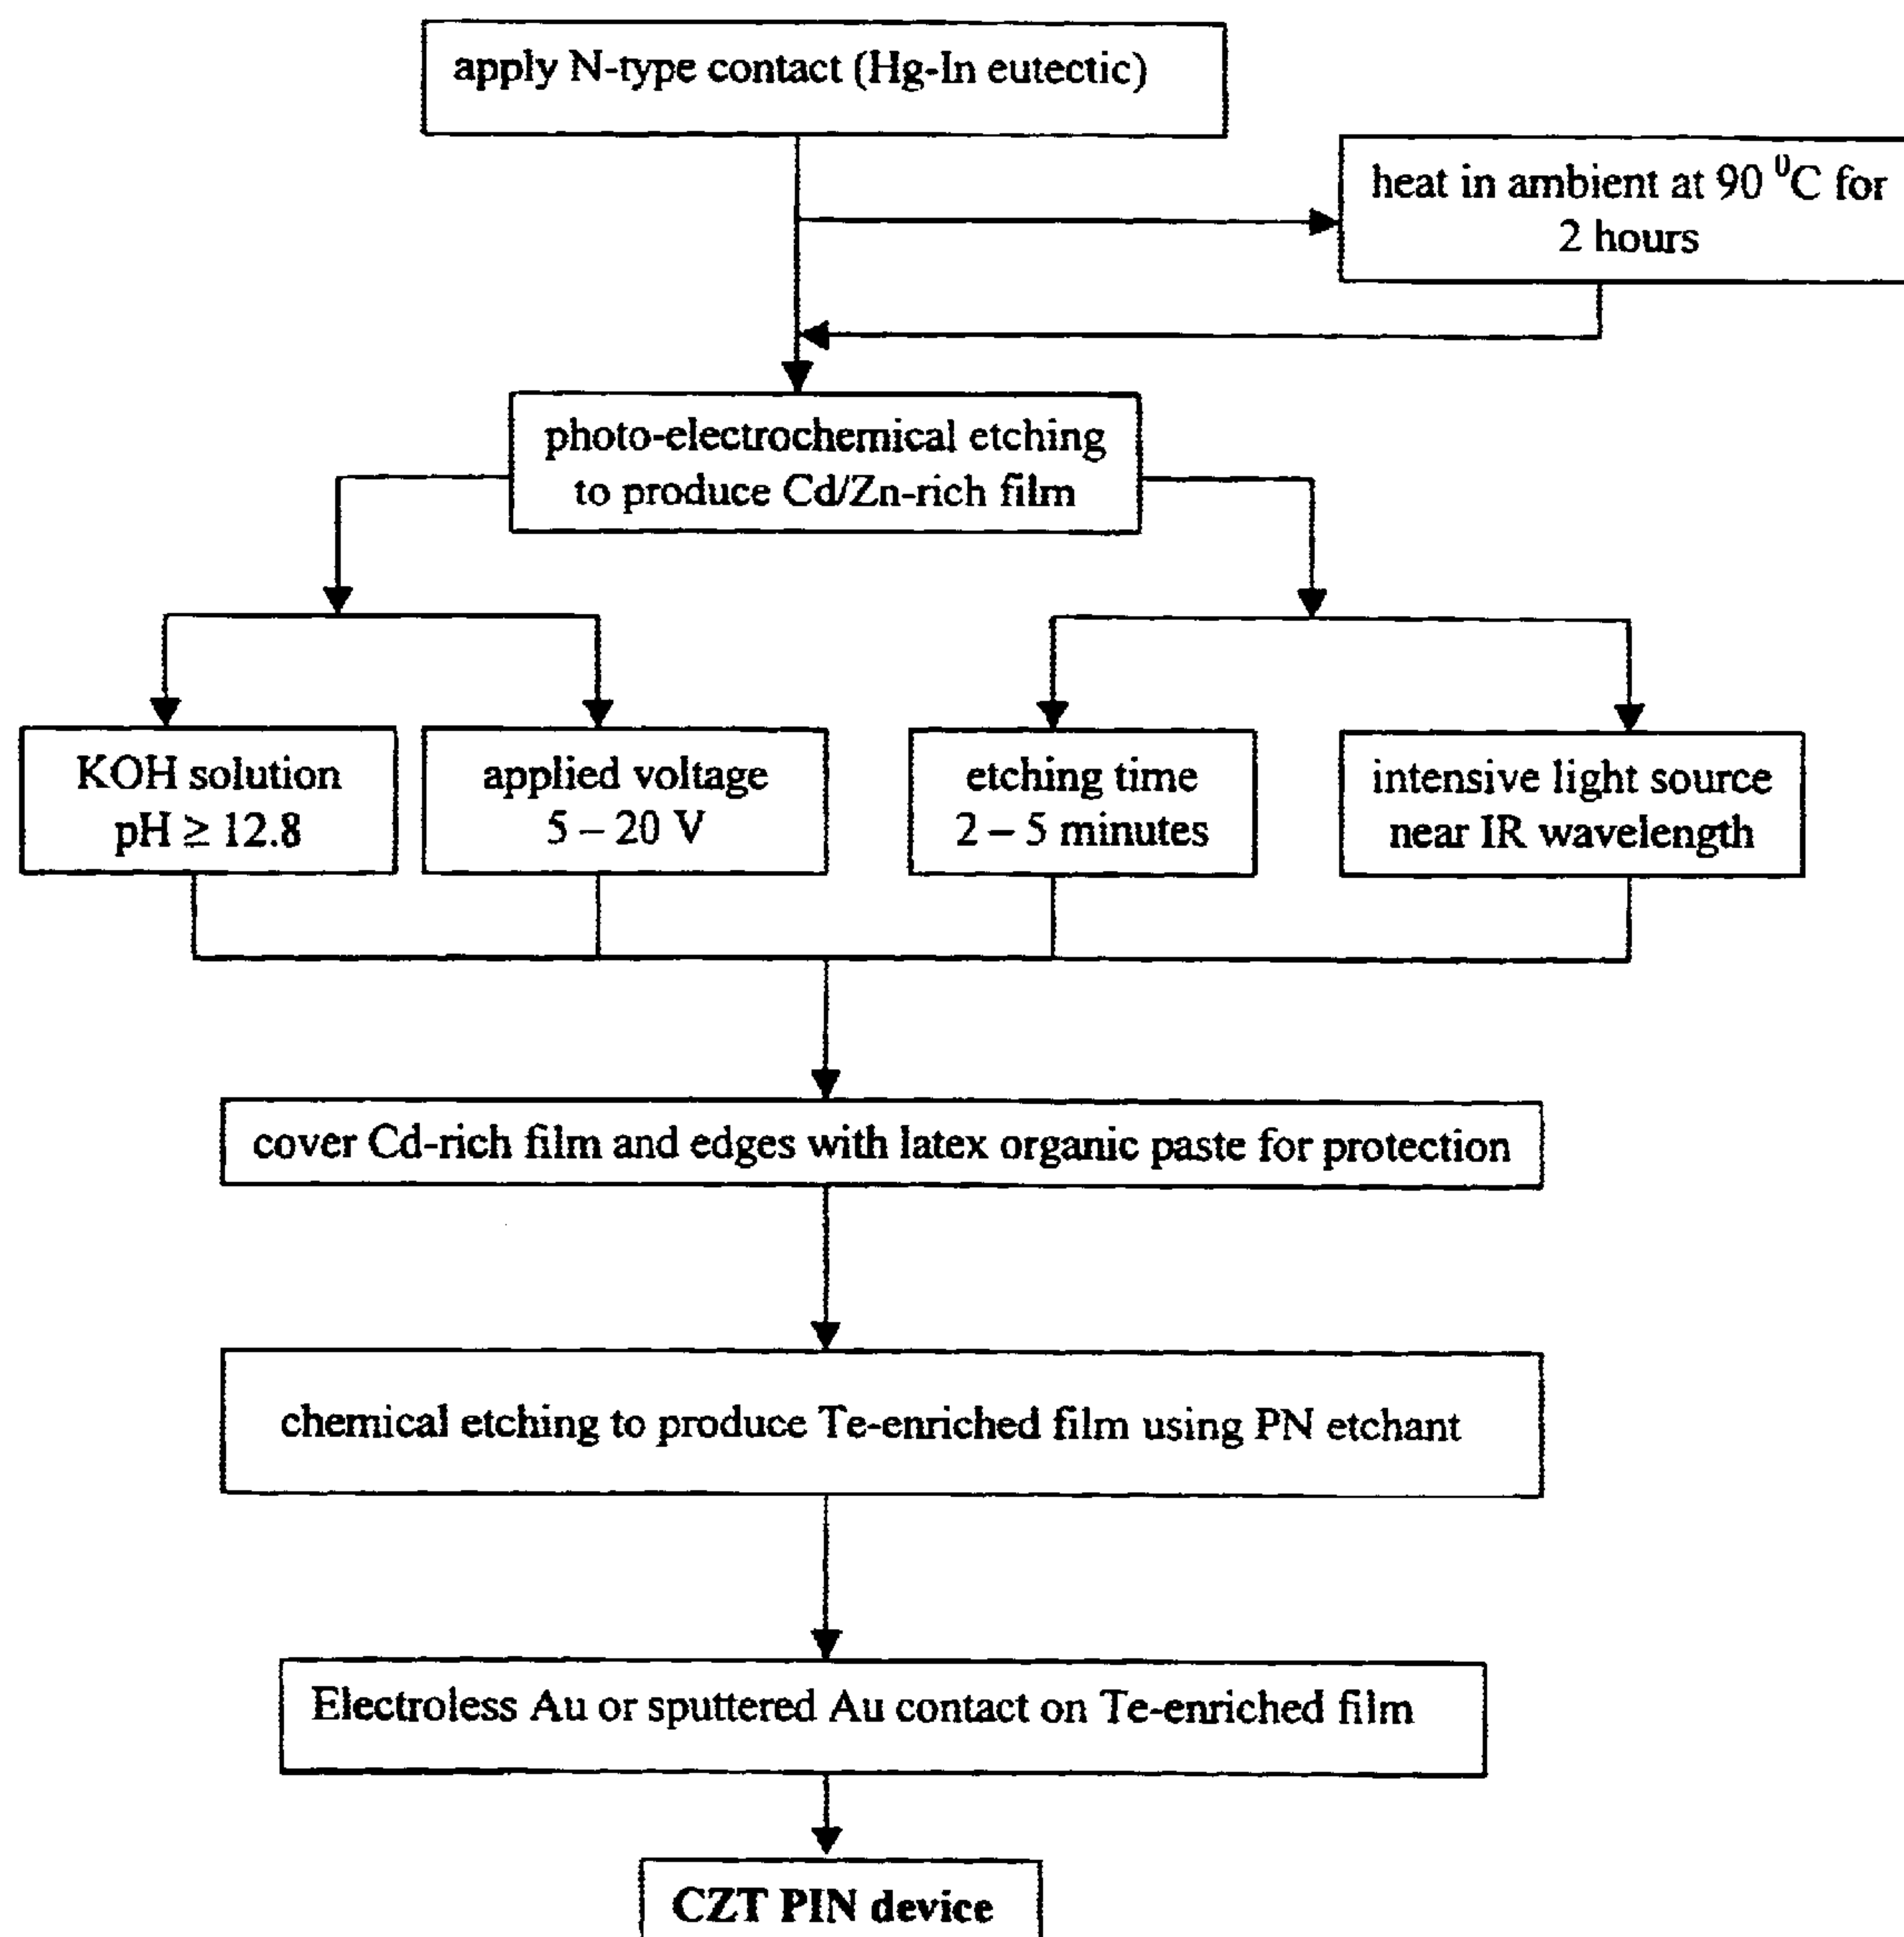 apply N-type contact (Hg-In eutectic)
heat in ambient at 90 ⁰C for
2 hours
photo-electrochemical etching
to produce Cd/Zn-rich film
KOH solution
pH ≥ 12.8
applied voltage
5 – 20 V
etching time
2 – 5 minutes
intensive light source
near IR wavelength
cover Cd-rich film and edges with latex organic paste for protection
chemical etching to produce Te-enriched film using PN etchant
Electroless Au or sputtered Au contact on Te-enriched film
CZT PIN device